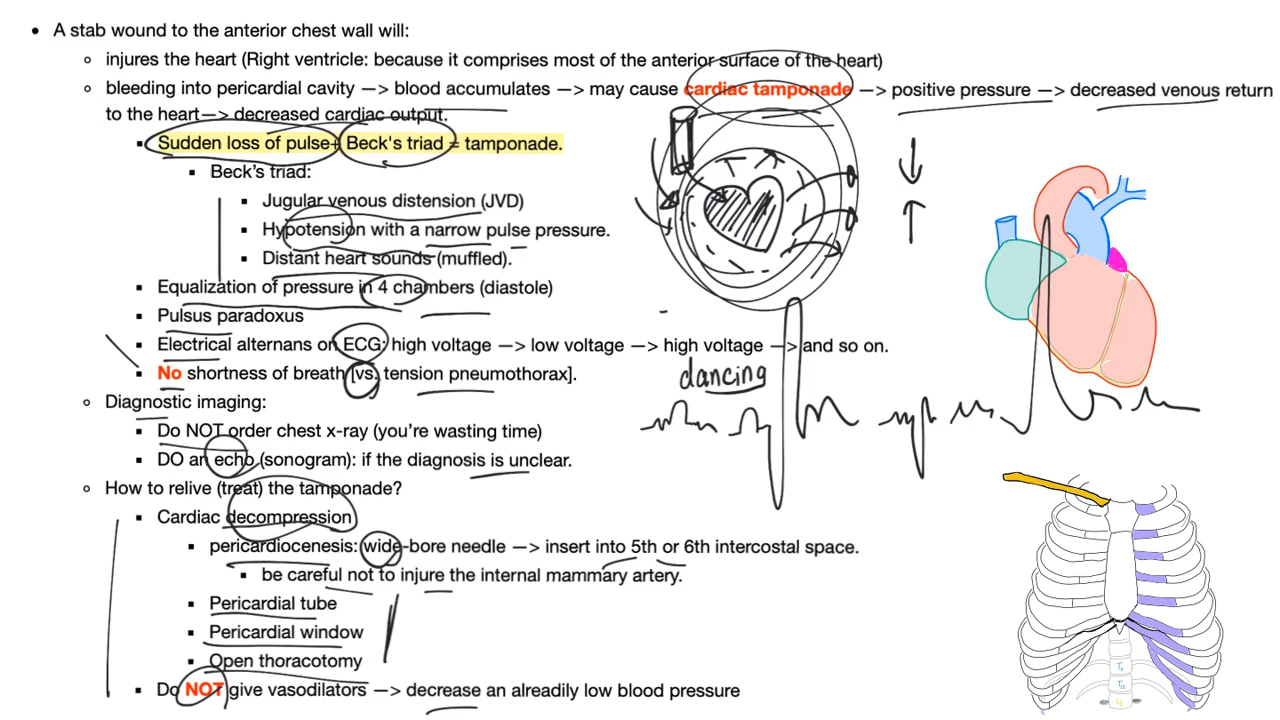 • A stab wound to the anterior chest wall will:
◦ injures the heart (Right ventricle: because it comprises most of the anterior surface of the heart)
◦ bleeding into pericardial cavity —> blood accumulates —> may cause cardiac tamponade —> positive pressure —> decreased venous return
to the heart—> decreased cardiac output.
▪ Sudden loss of pulse+ Beck's triad = tamponade.
▪ Beck's triad:
▪ Jugular venous distension (JVD)
▪ Hypotension with a narrow pulse pressure.
▪ Distant heart sounds (muffled).
▪ Equalization of pressure in 4 chambers (diastole)
▪ Pulsus paradoxus
▪ Electrical alternans on ECG: high voltage —> low voltage —> high voltage —> and so on.
▪ No shortness of breath [vs. tension pneumothorax].
dancing
◦ Diagnostic imaging:
▪ Do NOT order chest x-ray (you're wasting time)
▪ DO an echo (sonogram): if the diagnosis is unclear.
◦ How to relive (treat) the tamponade?
▪ Cardiac decompression
▪ pericardiocenesis: wide-bore needle —> insert into 5th or 6th intercostal space.
▪ be careful not to injure the internal mammary artery.
▪ Pericardial tube
▪ Pericardial window
▪ Open thoracotomy
▪ Do NOT give vasodilators —> decrease an alreadily low blood pressure
T₁₂
L1